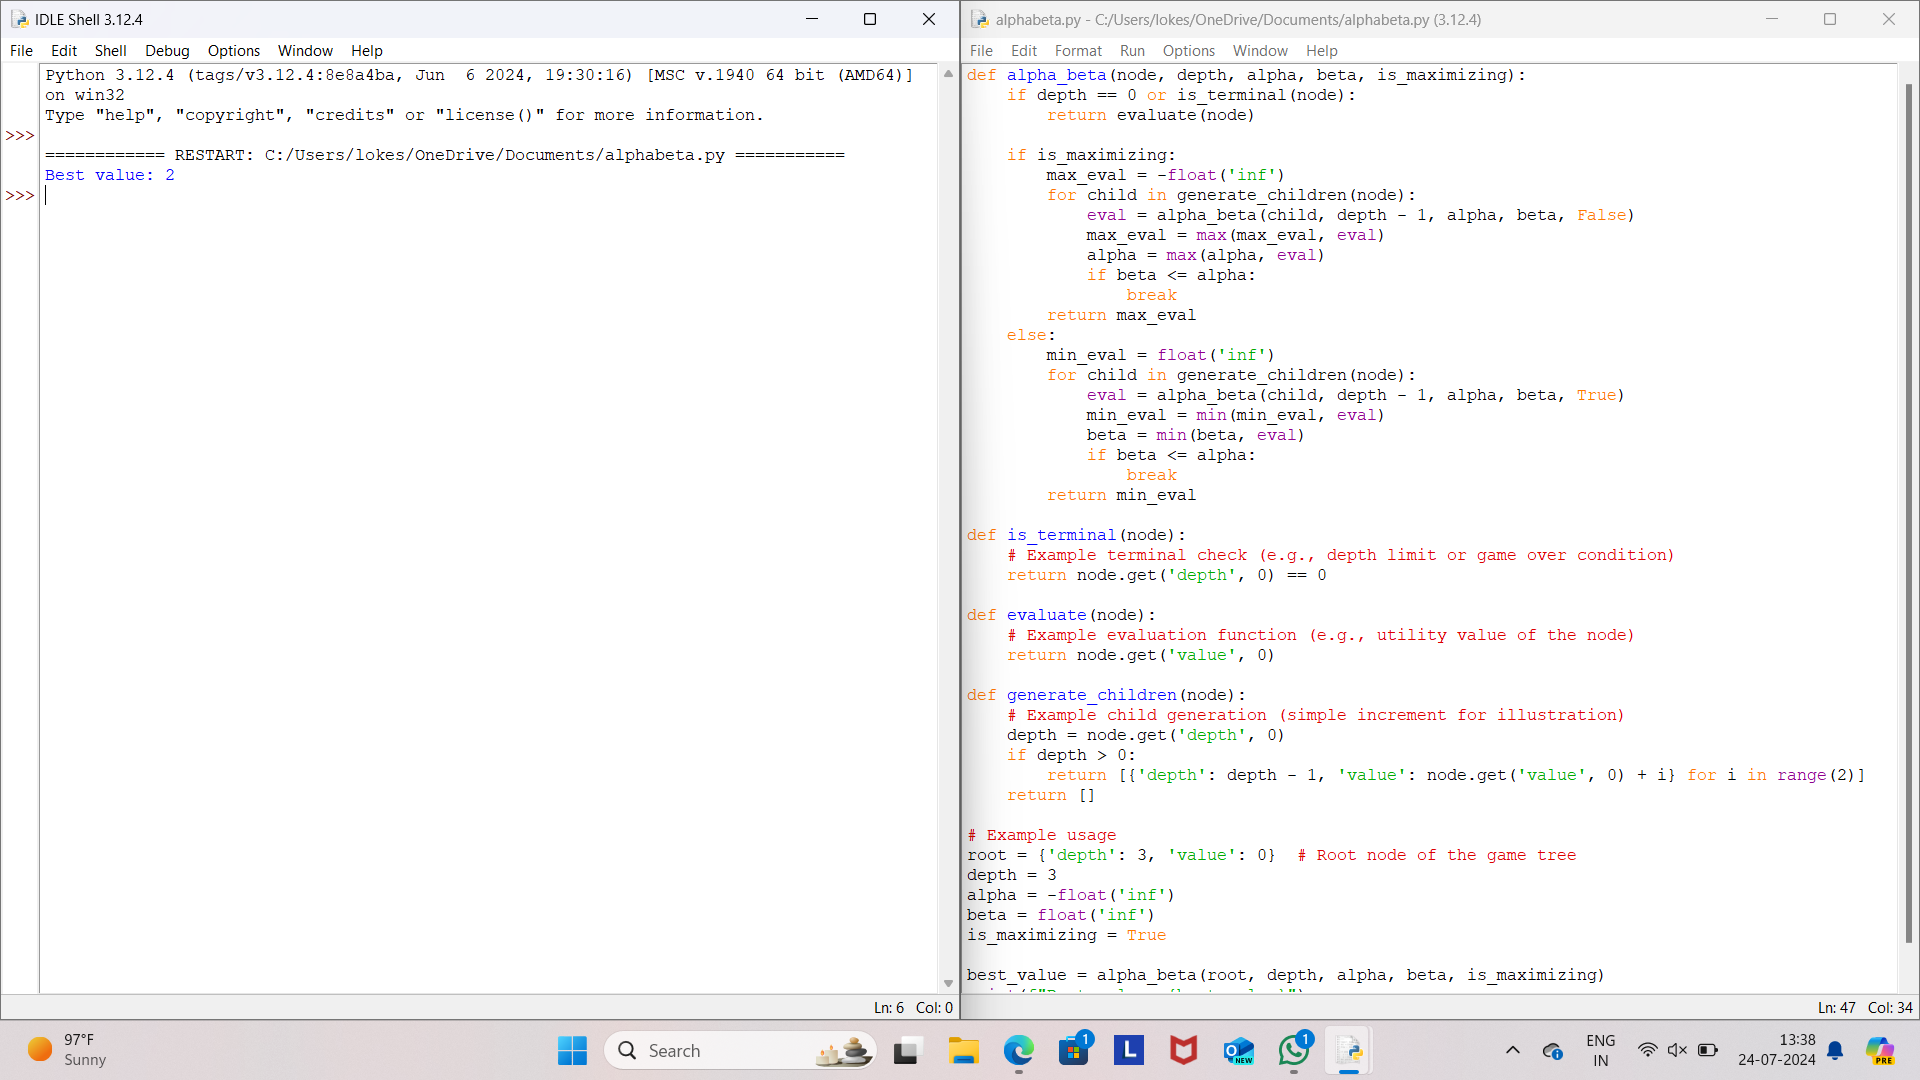 IDLE Shell 3.12.4
File Edit Shell Debug Options Window Help
Python 3.12.4 (tags/v3.12.4:8e8a4ba, Jun  6 2024, 19:30:16) [MSC v.1940 64 bit (AMD64)]
on win32
Type "help", "copyright", "credits" or "license()" for more information.
>>>
============ RESTART: C:/Users/lokes/OneDrive/Documents/alphabeta.py ===========
Best value: 2
>>>
Ln: 6 Col: 0
alphabeta.py - C:/Users/lokes/OneDrive/Documents/alphabeta.py (3.12.4)
File Edit Format Run Options Window Help
def alpha_beta(node, depth, alpha, beta, is_maximizing):
    if depth == 0 or is_terminal(node):
        return evaluate(node)
    if is_maximizing:
        max_eval = -float('inf')
        for child in generate_children(node):
            eval = alpha_beta(child, depth - 1, alpha, beta, False)
            max_eval = max(max_eval, eval)
            alpha = max(alpha, eval)
            if beta <= alpha:
                break
        return max_eval
    else:
        min_eval = float('inf')
        for child in generate_children(node):
            eval = alpha_beta(child, depth - 1, alpha, beta, True)
            min_eval = min(min_eval, eval)
            beta = min(beta, eval)
            if beta <= alpha:
                break
        return min_eval
def is_terminal(node):
    # Example terminal check (e.g., depth limit or game over condition)
    return node.get('depth', 0) == 0
def evaluate(node):
    # Example evaluation function (e.g., utility value of the node)
    return node.get('value', 0)
def generate_children(node):
    # Example child generation (simple increment for illustration)
    depth = node.get('depth', 0)
    if depth > 0:
        return [{'depth': depth - 1, 'value': node.get('value', 0) + i} for i in range(2)]
    return []
# Example usage
root = {'depth': 3, 'value': 0}  # Root node of the game tree
depth = 3
alpha = -float('inf')
beta = float('inf')
is_maximizing = True
best_value = alpha_beta(root, depth, alpha, beta, is_maximizing)
Ln: 47 Col: 34
97°F
Sunny
Search
1
L
NEW
1
ENG
IN
13:38
24-07-2024
PRE